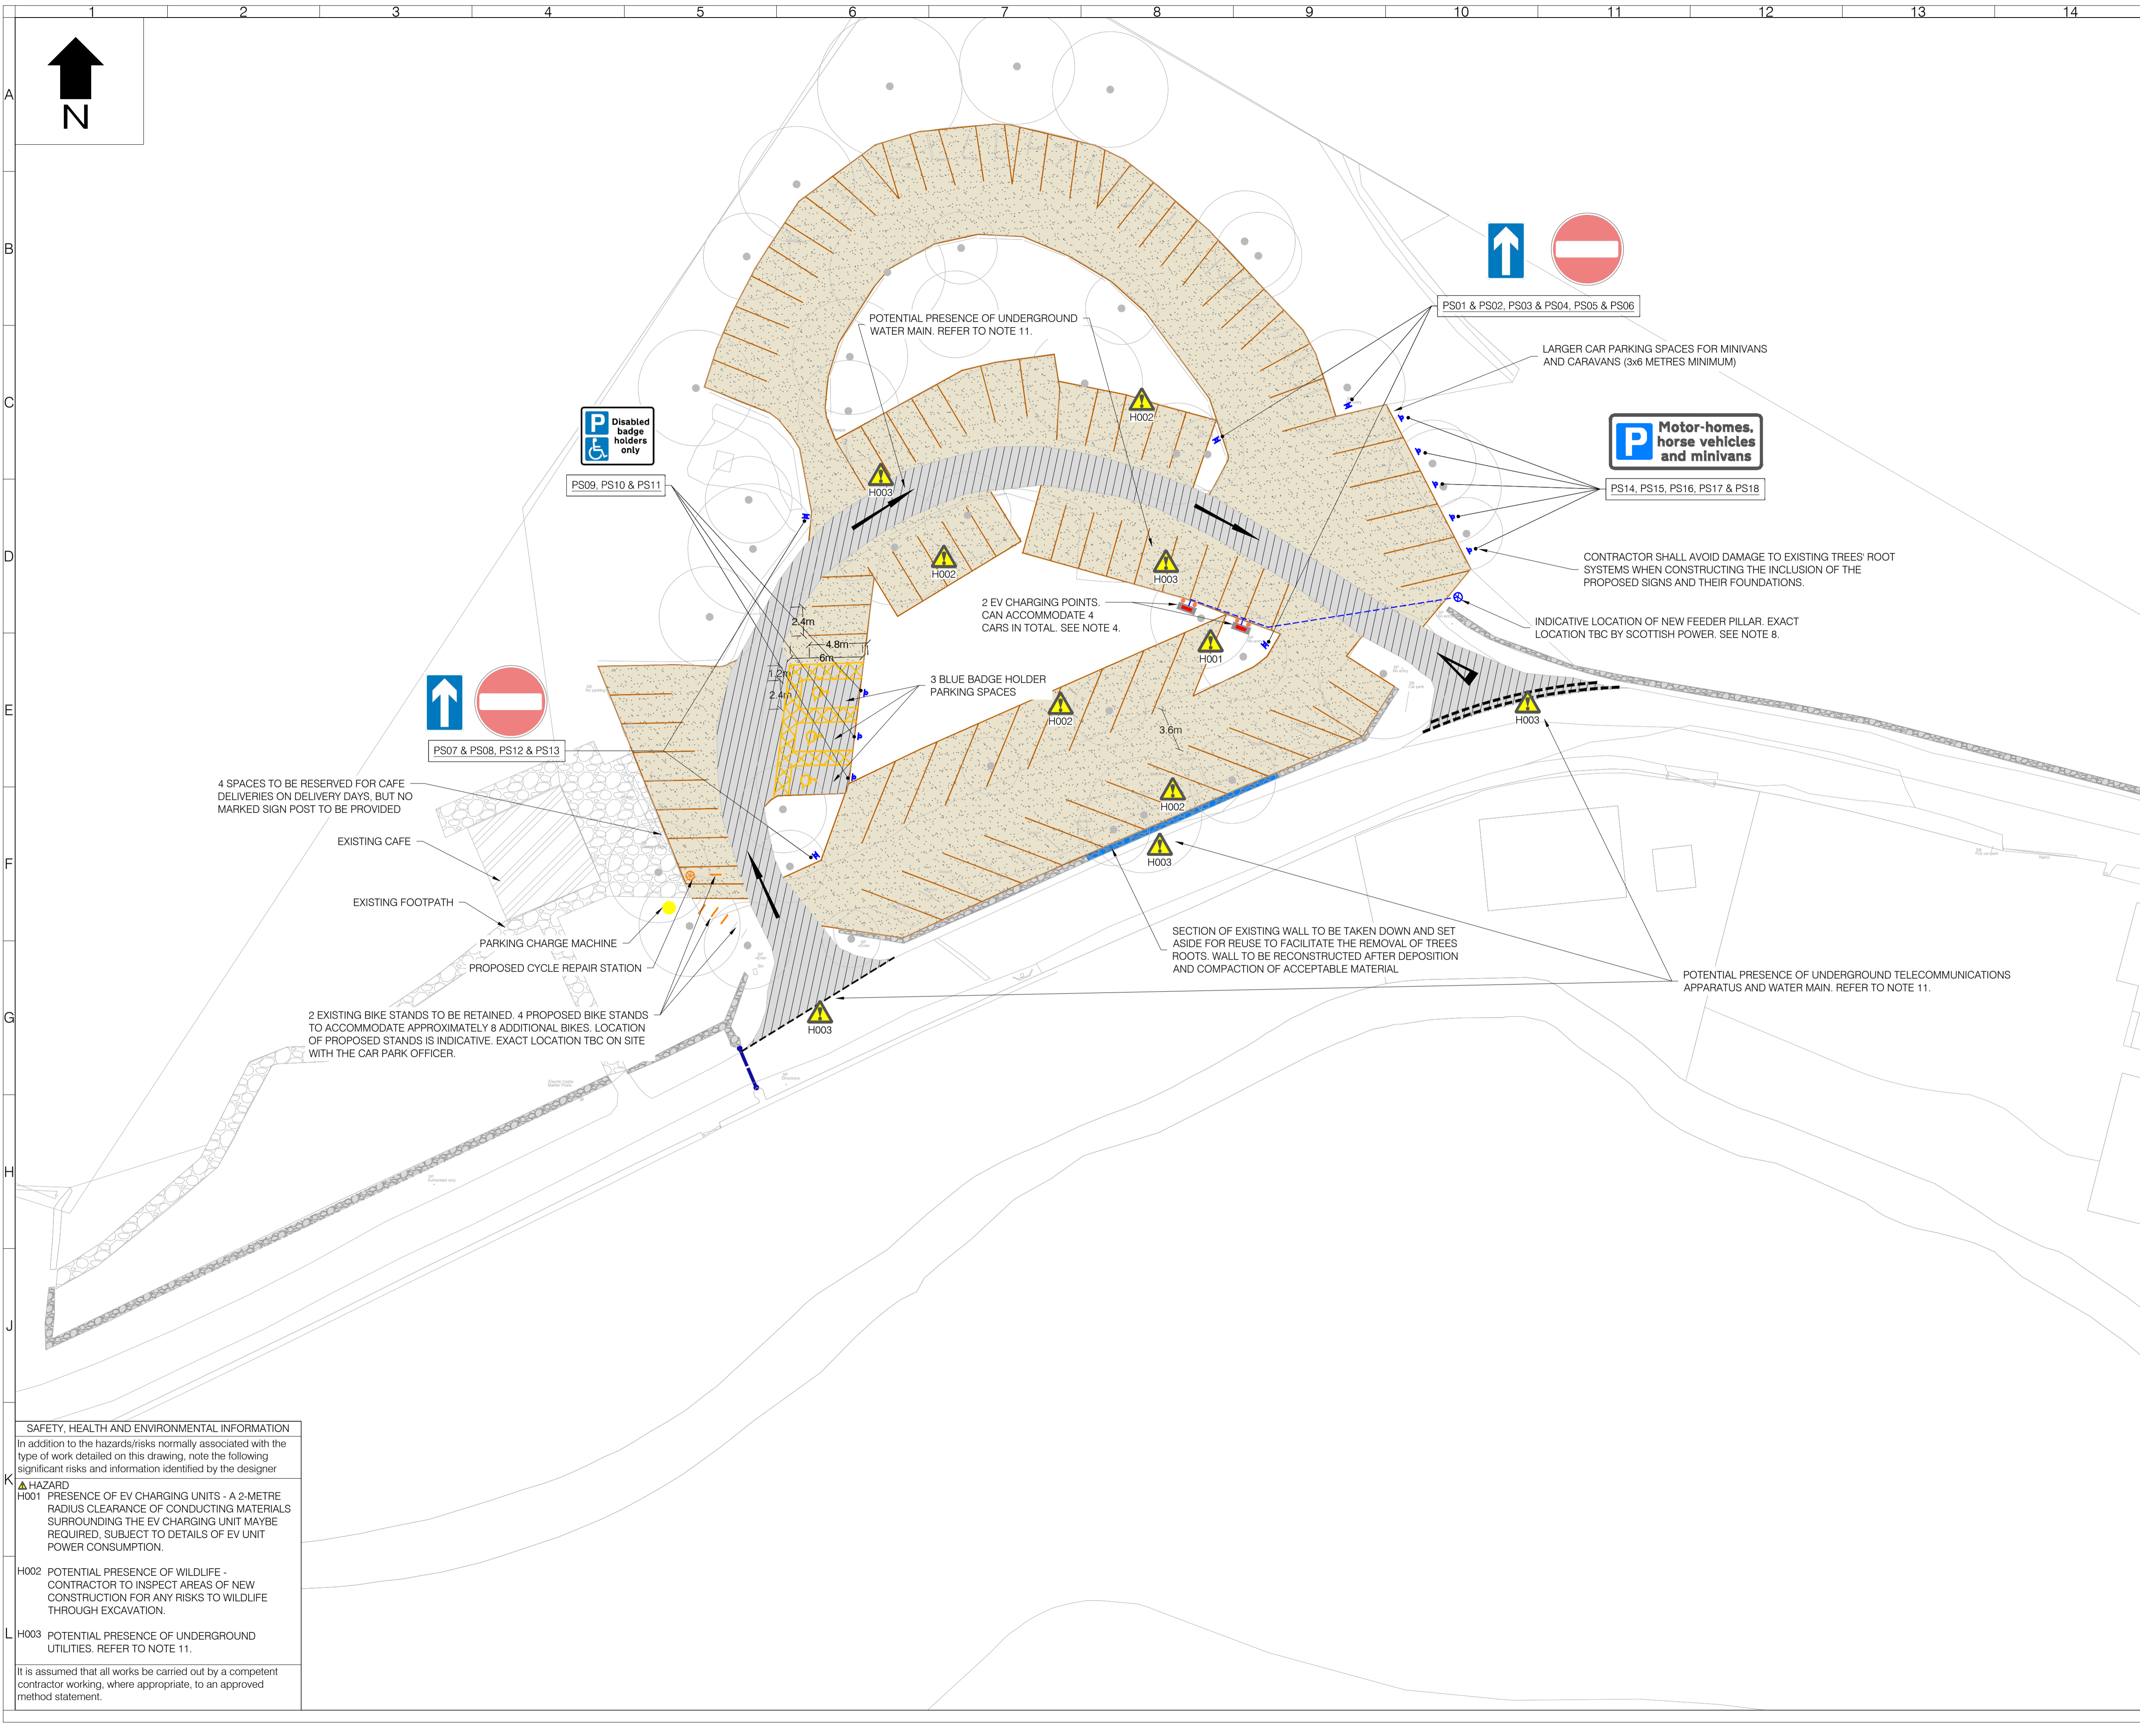 1 2 3 4 5 6 7 8 9 10 11 12 13 14
A
B
C
D
E
F
G
H
J
K
L
N
POTENTIAL PRESENCE OF UNDERGROUND
WATER MAIN. REFER TO NOTE 11.
PS01 & PS02, PS03 & PS04, PS05 & PS06
LARGER CAR PARKING SPACES FOR MINIVANS
AND CARAVANS (3x6 METRES MINIMUM)
P Disabled
badge
holders
only
PS09, PS10 & PS11
P Motor-homes,
horse vehicles
and minivans
PS14, PS15, PS16, PS17 & PS18
H002
H003
H002
H003
CONTRACTOR SHALL AVOID DAMAGE TO EXISTING TREES' ROOT
SYSTEMS WHEN CONSTRUCTING THE INCLUSION OF THE
PROPOSED SIGNS AND THEIR FOUNDATIONS.
2 EV CHARGING POINTS.
CAN ACCOMMODATE 4
CARS IN TOTAL. SEE NOTE 4.
INDICATIVE LOCATION OF NEW FEEDER PILLAR. EXACT
LOCATION TBC BY SCOTTISH POWER. SEE NOTE 8.
2.4m
4.8m
6m
1.2m
2.4m
H001
3 BLUE BADGE HOLDER
PARKING SPACES
H002
3.6m
H003
PS07 & PS08, PS12 & PS13
4 SPACES TO BE RESERVED FOR CAFE
DELIVERIES ON DELIVERY DAYS, BUT NO
MARKED SIGN POST TO BE PROVIDED
H002
EXISTING CAFE
H003
EXISTING FOOTPATH
PARKING CHARGE MACHINE
PROPOSED CYCLE REPAIR STATION
SECTION OF EXISTING WALL TO BE TAKEN DOWN AND SET
ASIDE FOR REUSE TO FACILITATE THE REMOVAL OF TREES
ROOTS. WALL TO BE RECONSTRUCTED AFTER DEPOSITION
AND COMPACTION OF ACCEPTABLE MATERIAL
POTENTIAL PRESENCE OF UNDERGROUND TELECOMMUNICATIONS
APPARATUS AND WATER MAIN. REFER TO NOTE 11.
2 EXISTING BIKE STANDS TO BE RETAINED. 4 PROPOSED BIKE STANDS
TO ACCOMMODATE APPROXIMATELY 8 ADDITIONAL BIKES. LOCATION
OF PROPOSED STANDS IS INDICATIVE. EXACT LOCATION TBC ON SITE
WITH THE CAR PARK OFFICER.
H003
SAFETY, HEALTH AND ENVIRONMENTAL INFORMATION
In addition to the hazards/risks normally associated with the
type of work detailed on this drawing, note the following
significant risks and information identified by the designer
HAZARD
H001 PRESENCE OF EV CHARGING UNITS - A 2-METRE
RADIUS CLEARANCE OF CONDUCTING MATERIALS
SURROUNDING THE EV CHARGING UNIT MAYBE
REQUIRED, SUBJECT TO DETAILS OF EV UNIT
POWER CONSUMPTION.
H002 POTENTIAL PRESENCE OF WILDLIFE -
CONTRACTOR TO INSPECT AREAS OF NEW
CONSTRUCTION FOR ANY RISKS TO WILDLIFE
THROUGH EXCAVATION.
H003 POTENTIAL PRESENCE OF UNDERGROUND
UTILITIES. REFER TO NOTE 11.
It is assumed that all works be carried out by a competent
contractor working, where appropriate, to an approved
method statement.